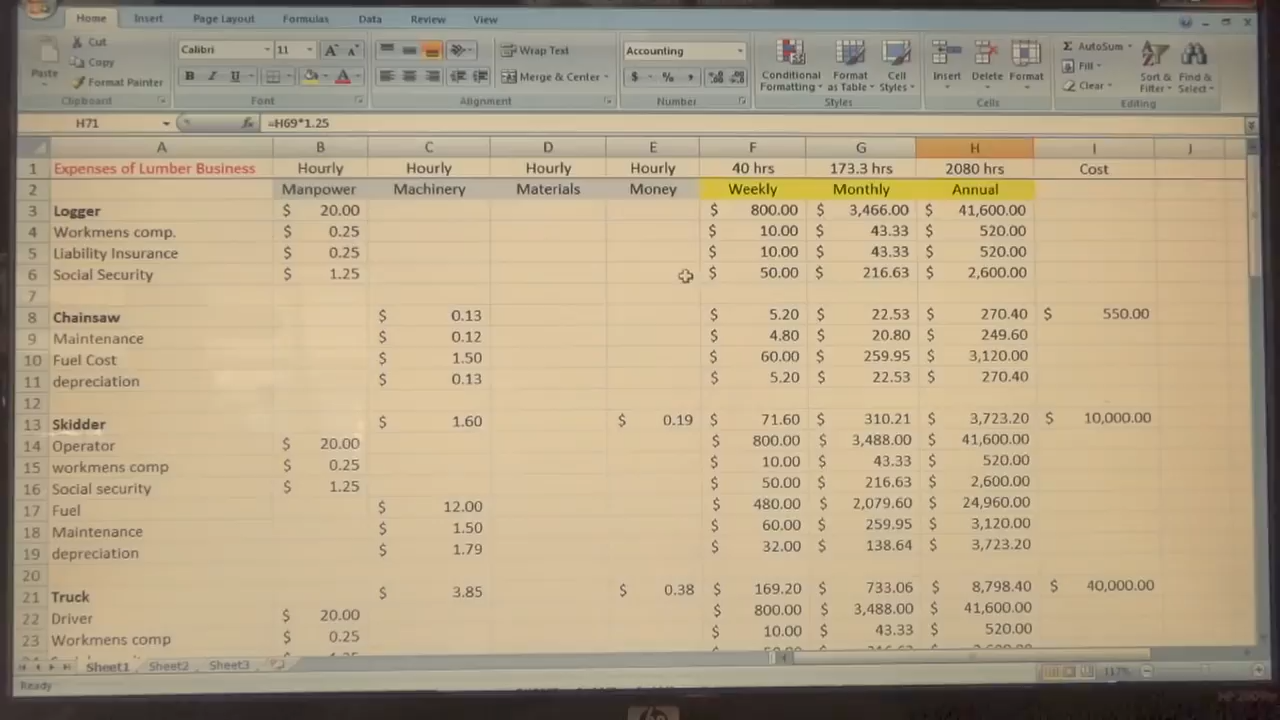 Home Insert Page Layout Formulas Data Review View
Cut
Copy
Paste
Format Painter
Clipboard
Calibri 11 A A
B I U A
Font
Wrap Text
Merge & Center
Alignment
Accounting
$ % ,
Number
Conditional Formatting
Format as Table
Cell Styles
Styles
Insert Delete Format
Cells
Σ AutoSum
Fill
Clear
Sort & Filter
Find & Select
Editing
H71 fx =H69*1.25
A B C D E F G H I J
1 Expenses of Lumber Business Hourly Hourly Hourly Hourly 40 hrs 173.3 hrs 2080 hrs Cost
2 Manpower Machinery Materials Money Weekly Monthly Annual
3 Logger $ 20.00 $ 800.00 $ 3,466.00 $ 41,600.00
4 Workmens comp. $ 0.25 $ 10.00 $ 43.33 $ 520.00
5 Liability Insurance $ 0.25 $ 10.00 $ 43.33 $ 520.00
6 Social Security $ 1.25 $ 50.00 $ 216.63 $ 2,600.00
7
8 Chainsaw $ 0.13 $ 5.20 $ 22.53 $ 270.40 $ 550.00
9 Maintenance $ 0.12 $ 4.80 $ 20.80 $ 249.60
10 Fuel Cost $ 1.50 $ 60.00 $ 259.95 $ 3,120.00
11 depreciation $ 0.13 $ 5.20 $ 22.53 $ 270.40
12
13 Skidder $ 1.60 $ 0.19 $ 71.60 $ 310.21 $ 3,723.20 $ 10,000.00
14 Operator $ 20.00 $ 800.00 $ 3,488.00 $ 41,600.00
15 workmens comp $ 0.25 $ 10.00 $ 43.33 $ 520.00
16 Social security $ 1.25 $ 50.00 $ 216.63 $ 2,600.00
17 Fuel $ 12.00 $ 480.00 $ 2,079.60 $ 24,960.00
18 Maintenance $ 1.50 $ 60.00 $ 259.95 $ 3,120.00
19 depreciation $ 1.79 $ 32.00 $ 138.64 $ 3,723.20
20
21 Truck $ 3.85 $ 0.38 $ 169.20 $ 733.06 $ 8,798.40 $ 40,000.00
22 Driver $ 20.00 $ 800.00 $ 3,488.00 $ 41,600.00
23 Workmens comp $ 0.25 $ 10.00 $ 43.33 $ 520.00
Sheet1 Sheet2 Sheet3
Ready 117%
hp